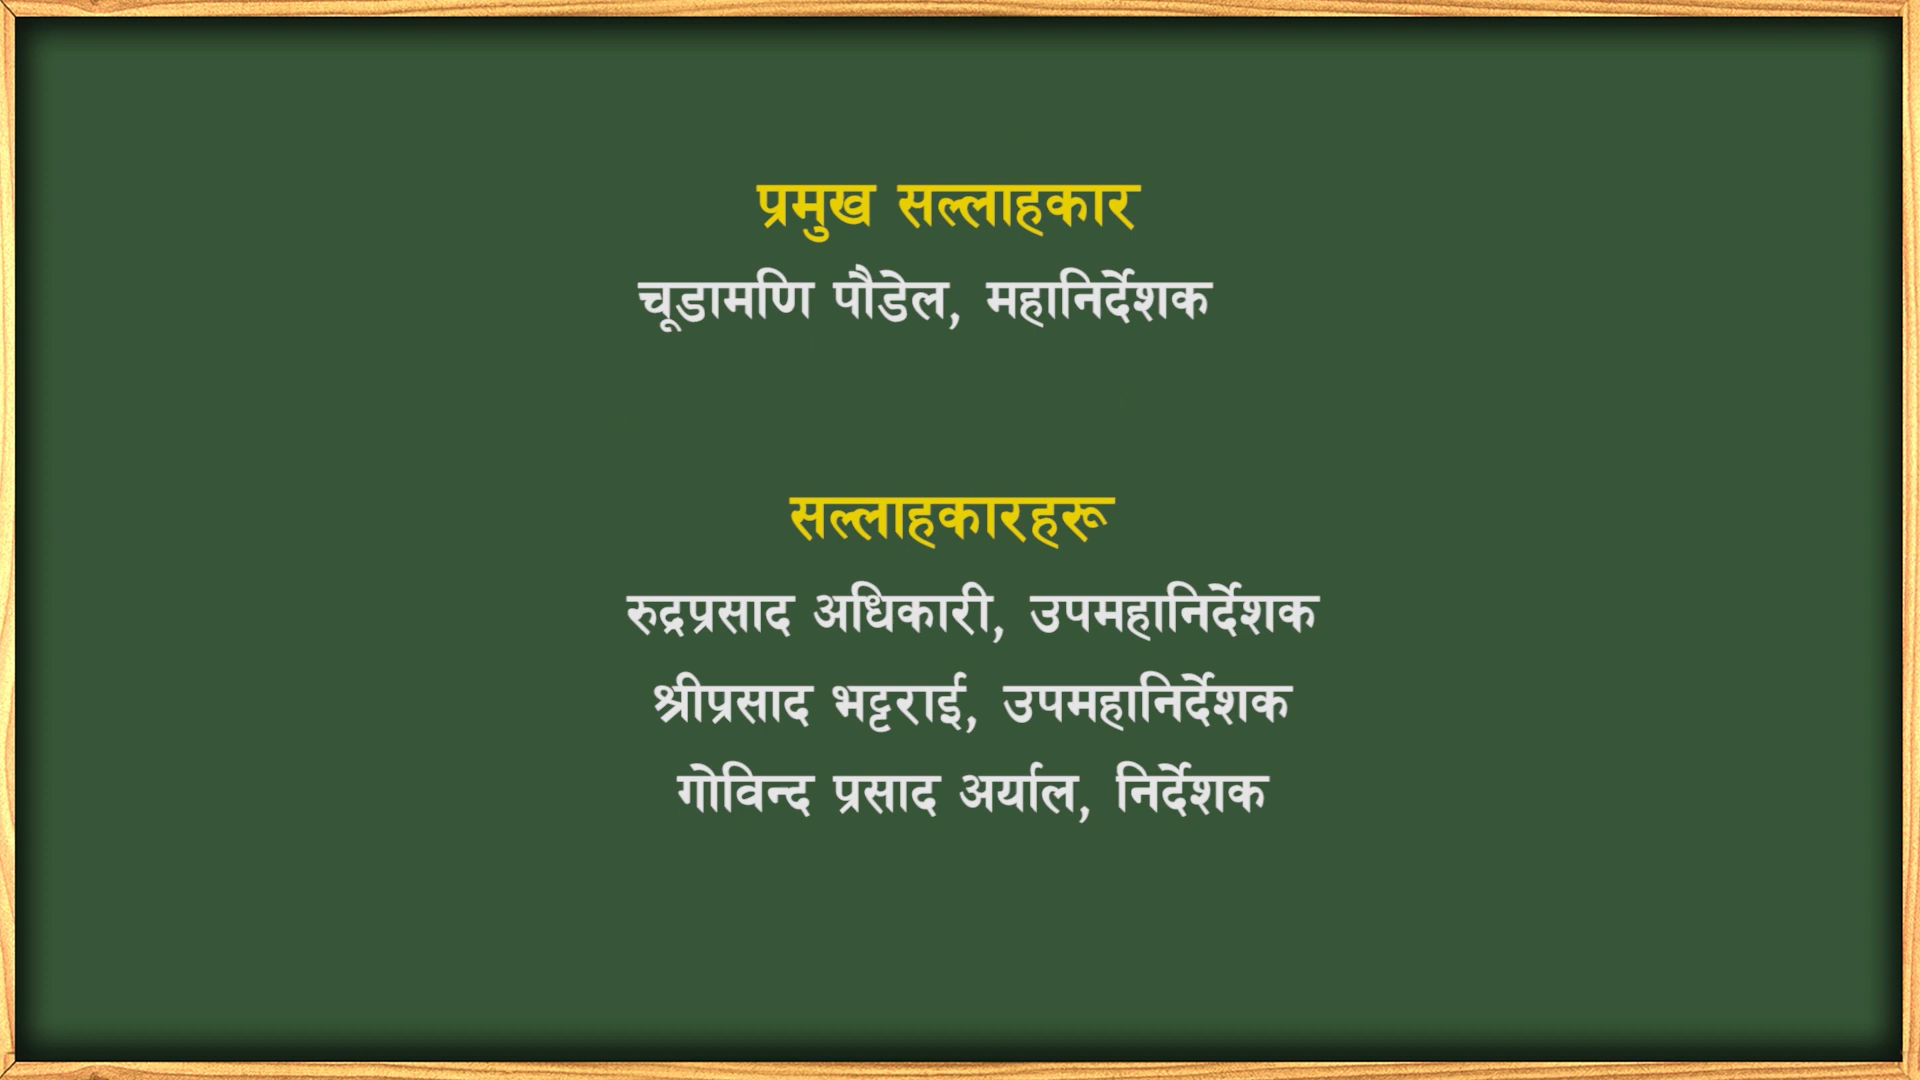 प्रमुख सल्लाहकार
चूडामणि पौडेल, महानिर्देशक
सल्लाहकारहरू
रुद्रप्रसाद अधिकारी, उपमहानिर्देशक
श्रीप्रसाद भट्टराई, उपमहानिर्देशक
गोविन्द प्रसाद अर्याल, निर्देशक